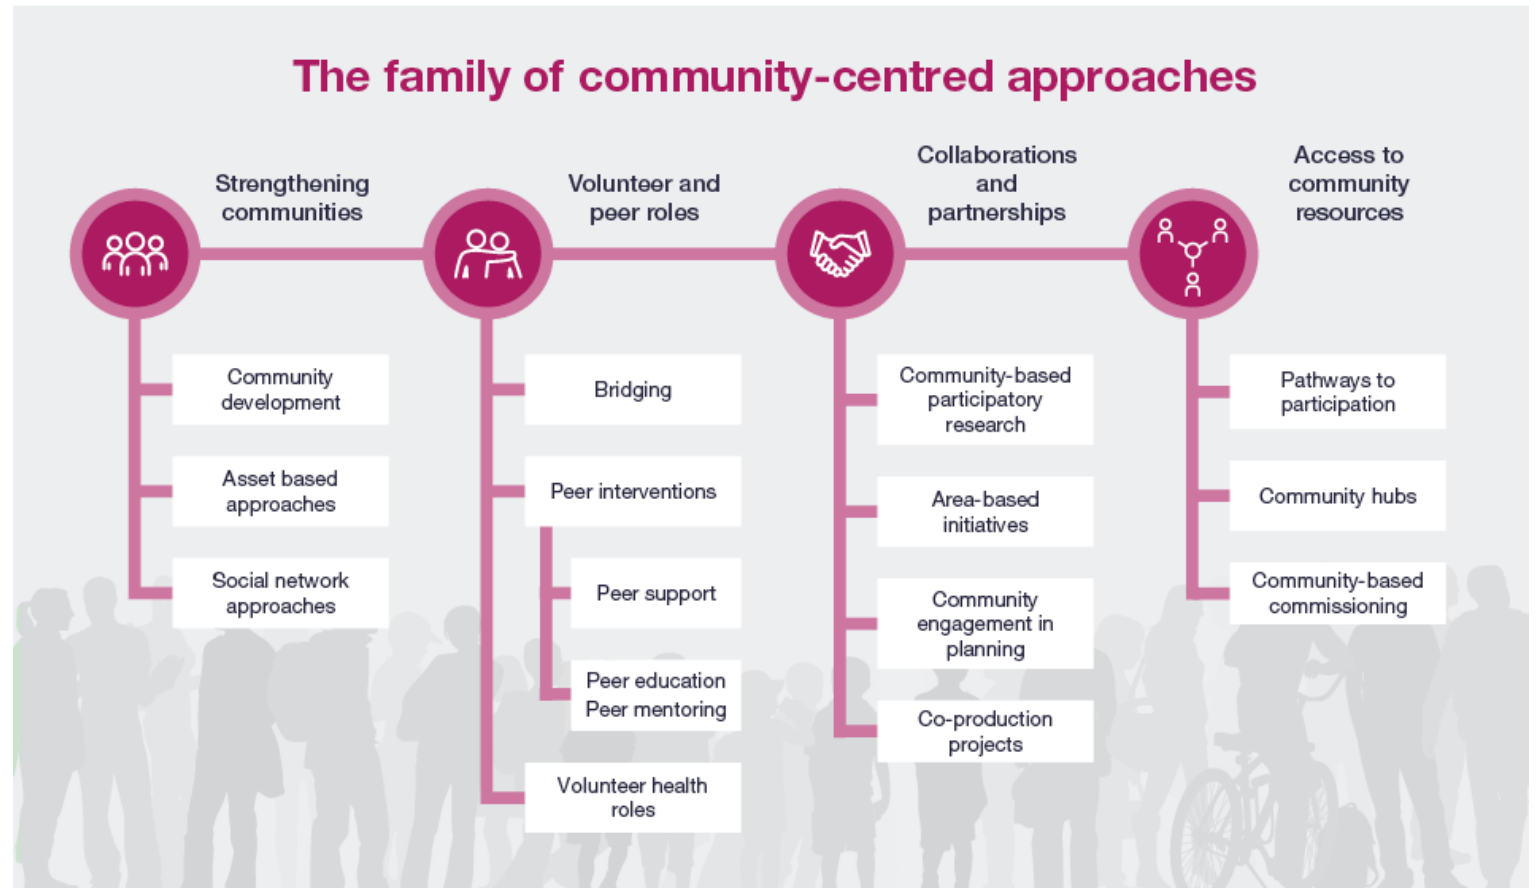 The family of community-centred approaches
Strengthening
communities
Community
development
Asset based
approaches
Social network
approaches
Volunteer and
peer roles
Bridging
Peer interventions
Peer support
Peer education
Peer mentoring
Volunteer health
roles
Collaborations
and
partnerships
Community-based
participatory
research
Area-based
initiatives
Community
engagement in
planning
Co-production
projects
Access to
community
resources
Pathways to
participation
Community hubs
Community-based
commissioning